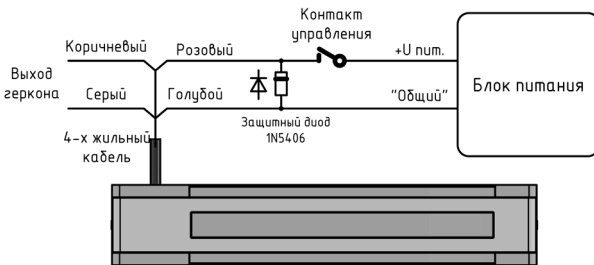 Контакт
управления
Коричневый
Розовый
+U пит.
Выход
геркона
Блок питания
Серый
Голубой
"Общий"
Защитный диод
1N5406
4-х жильный
кабель